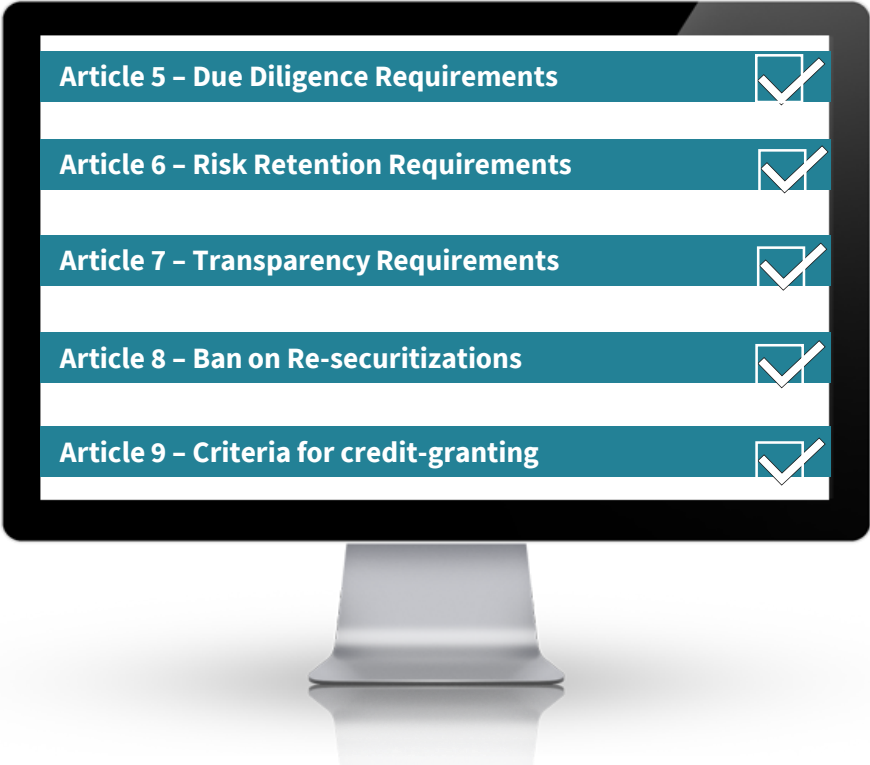 Article 5 – Due Diligence Requirements
Article 6 – Risk Retention Requirements
Article 7 – Transparency Requirements
Article 8 – Ban on Re-securitizations
Article 9 – Criteria for credit-granting